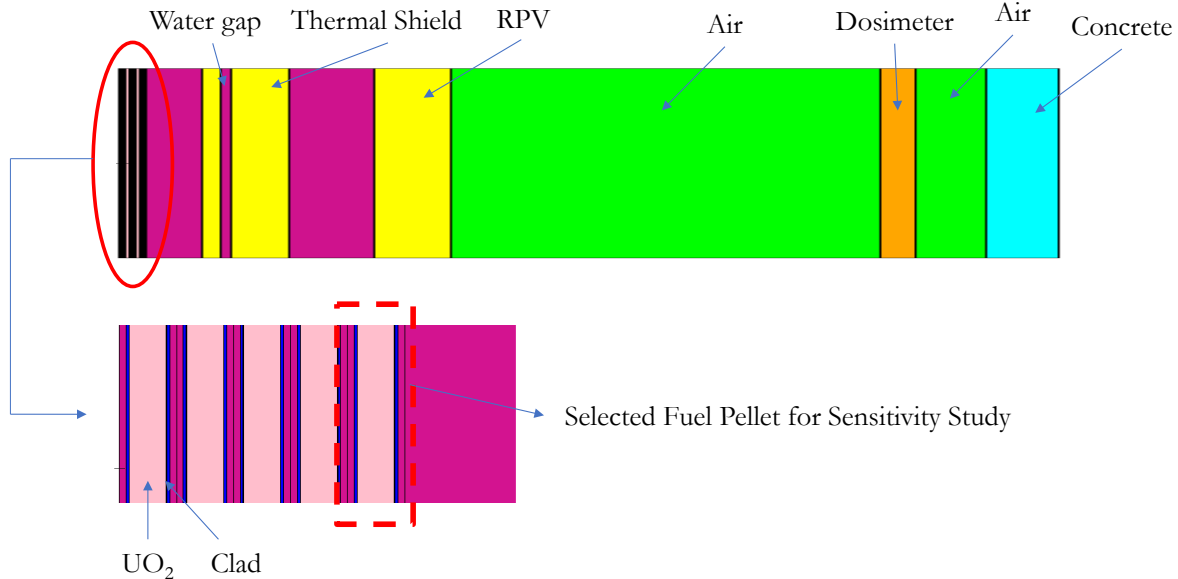 Water gap
Thermal Shield
RPV
Air
Dosimeter
Air
Concrete
Selected Fuel Pellet for Sensitivity Study
UO₂
Clad